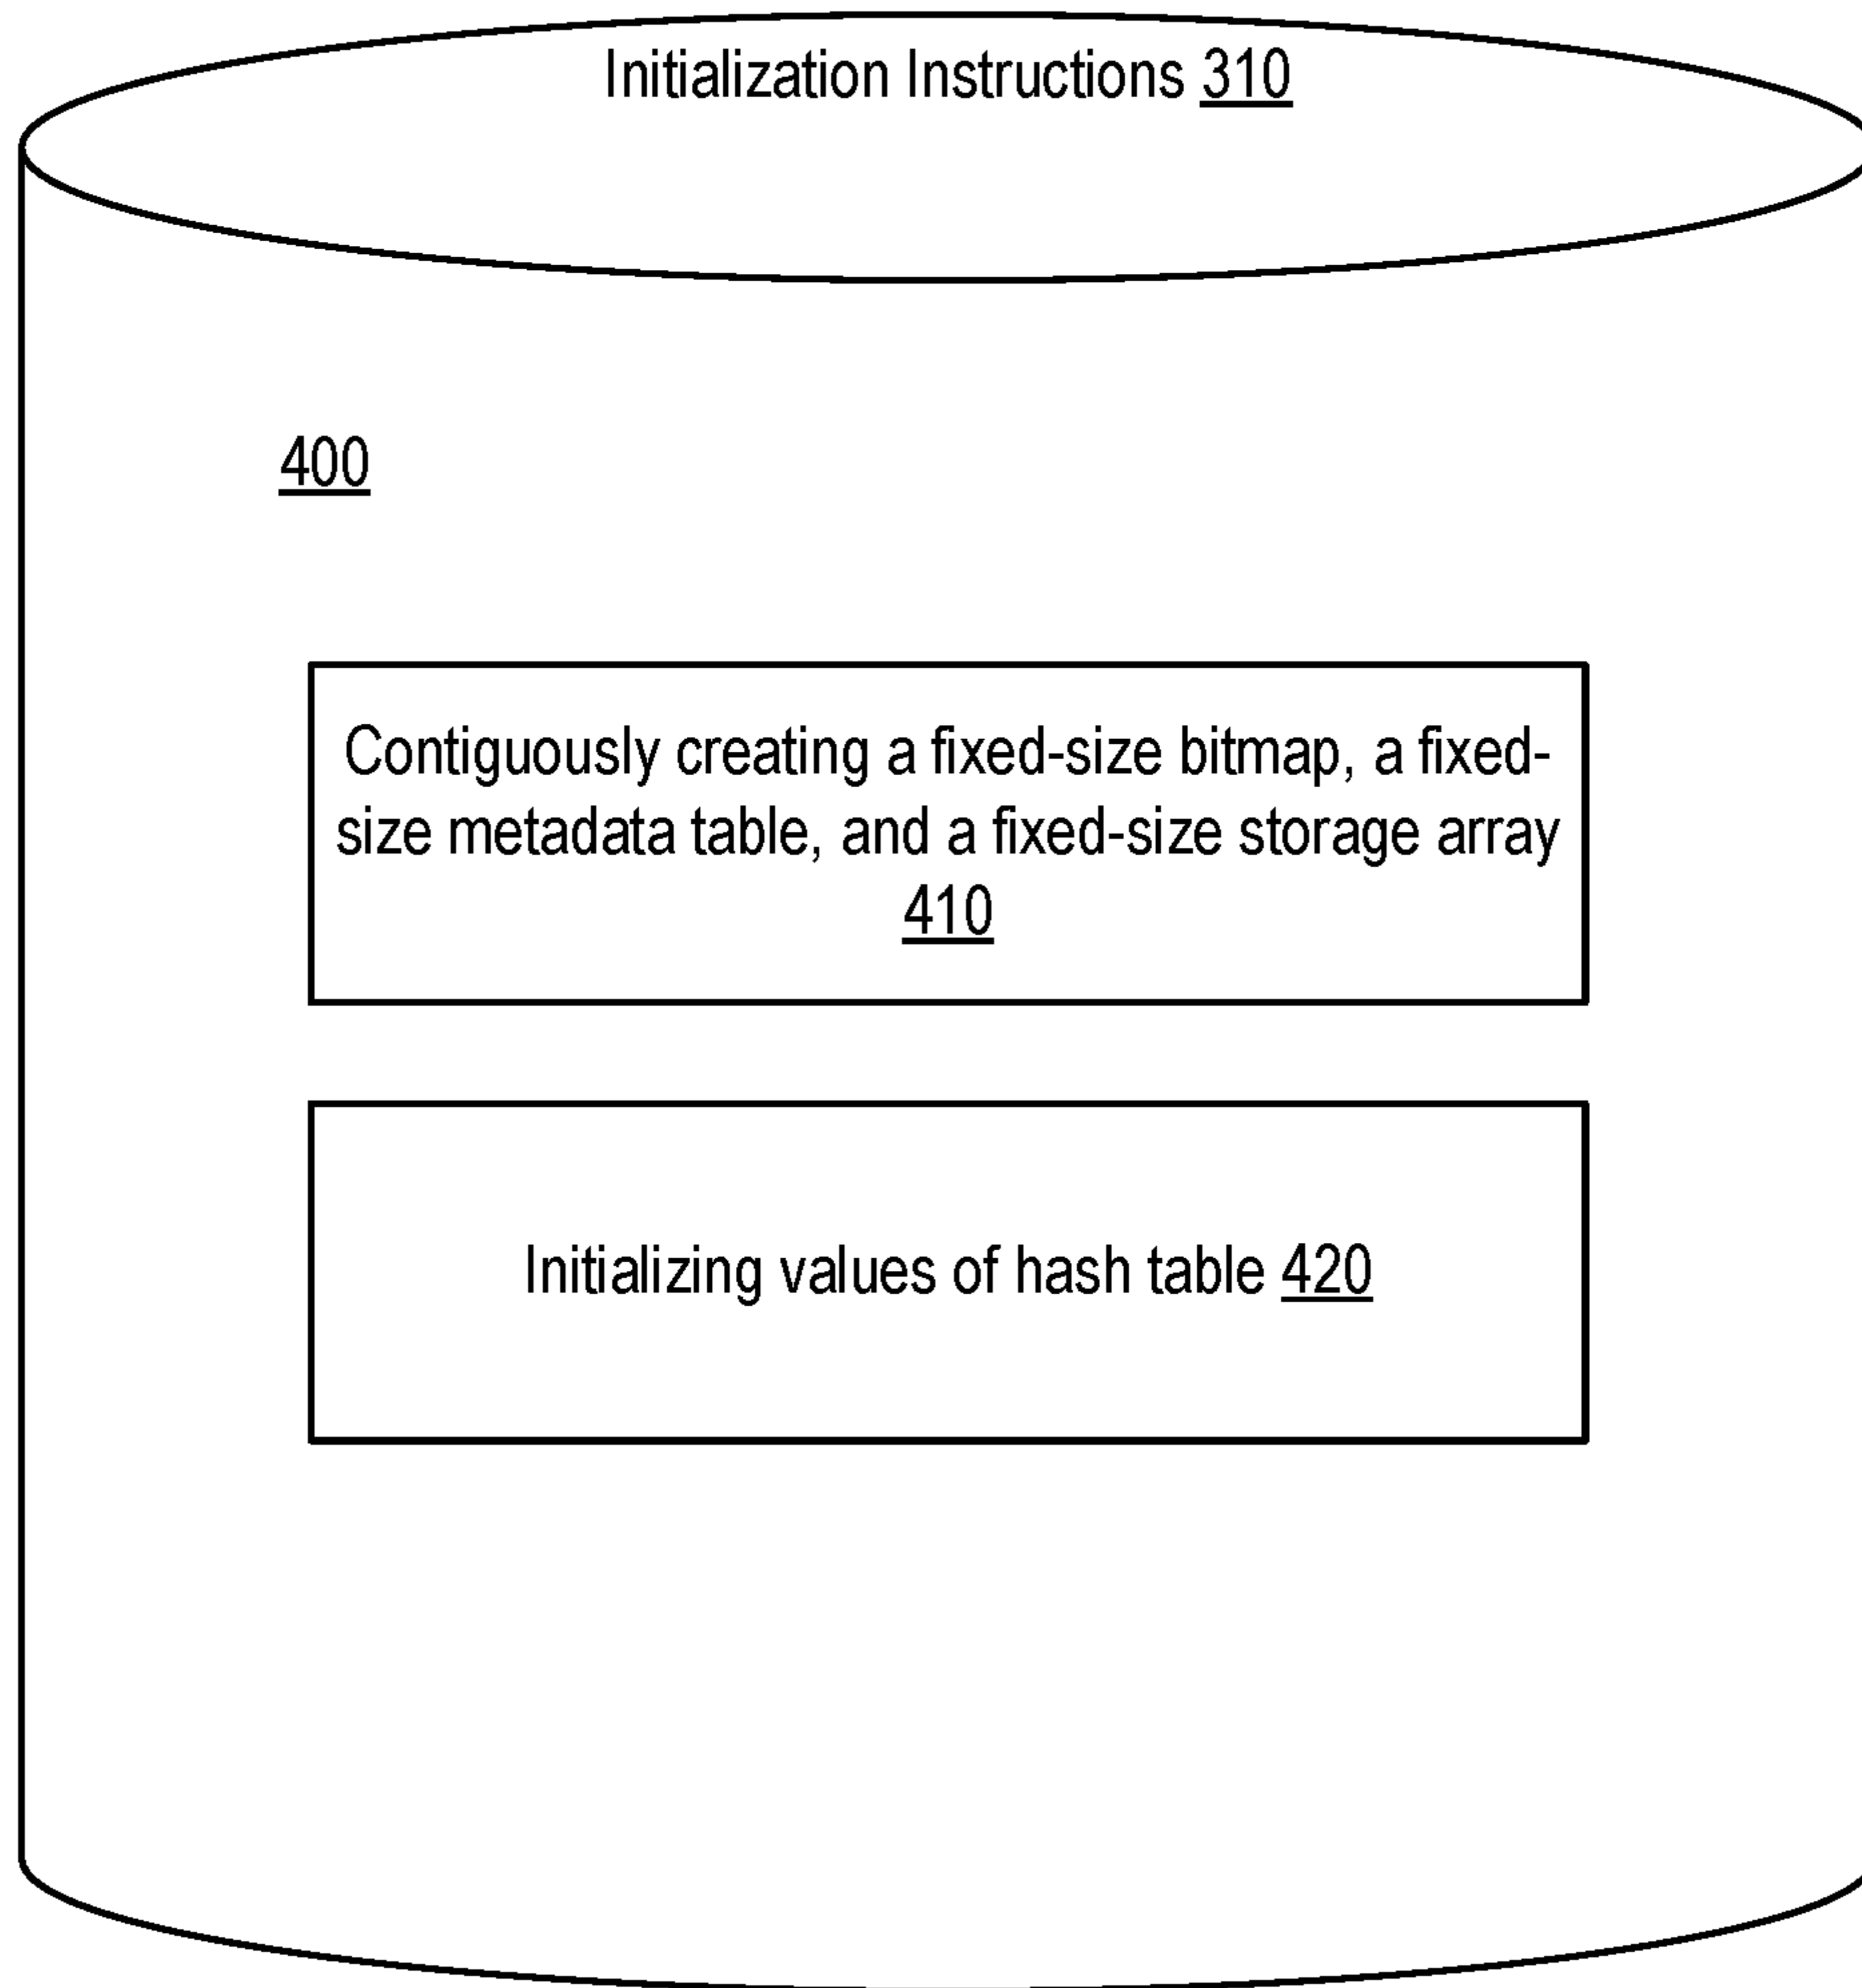 Initialization Instructions 310
400
Contiguously creating a fixed-size bitmap, a fixed-
size metadata table, and a fixed-size storage array
410
Initializing values of hash table 420